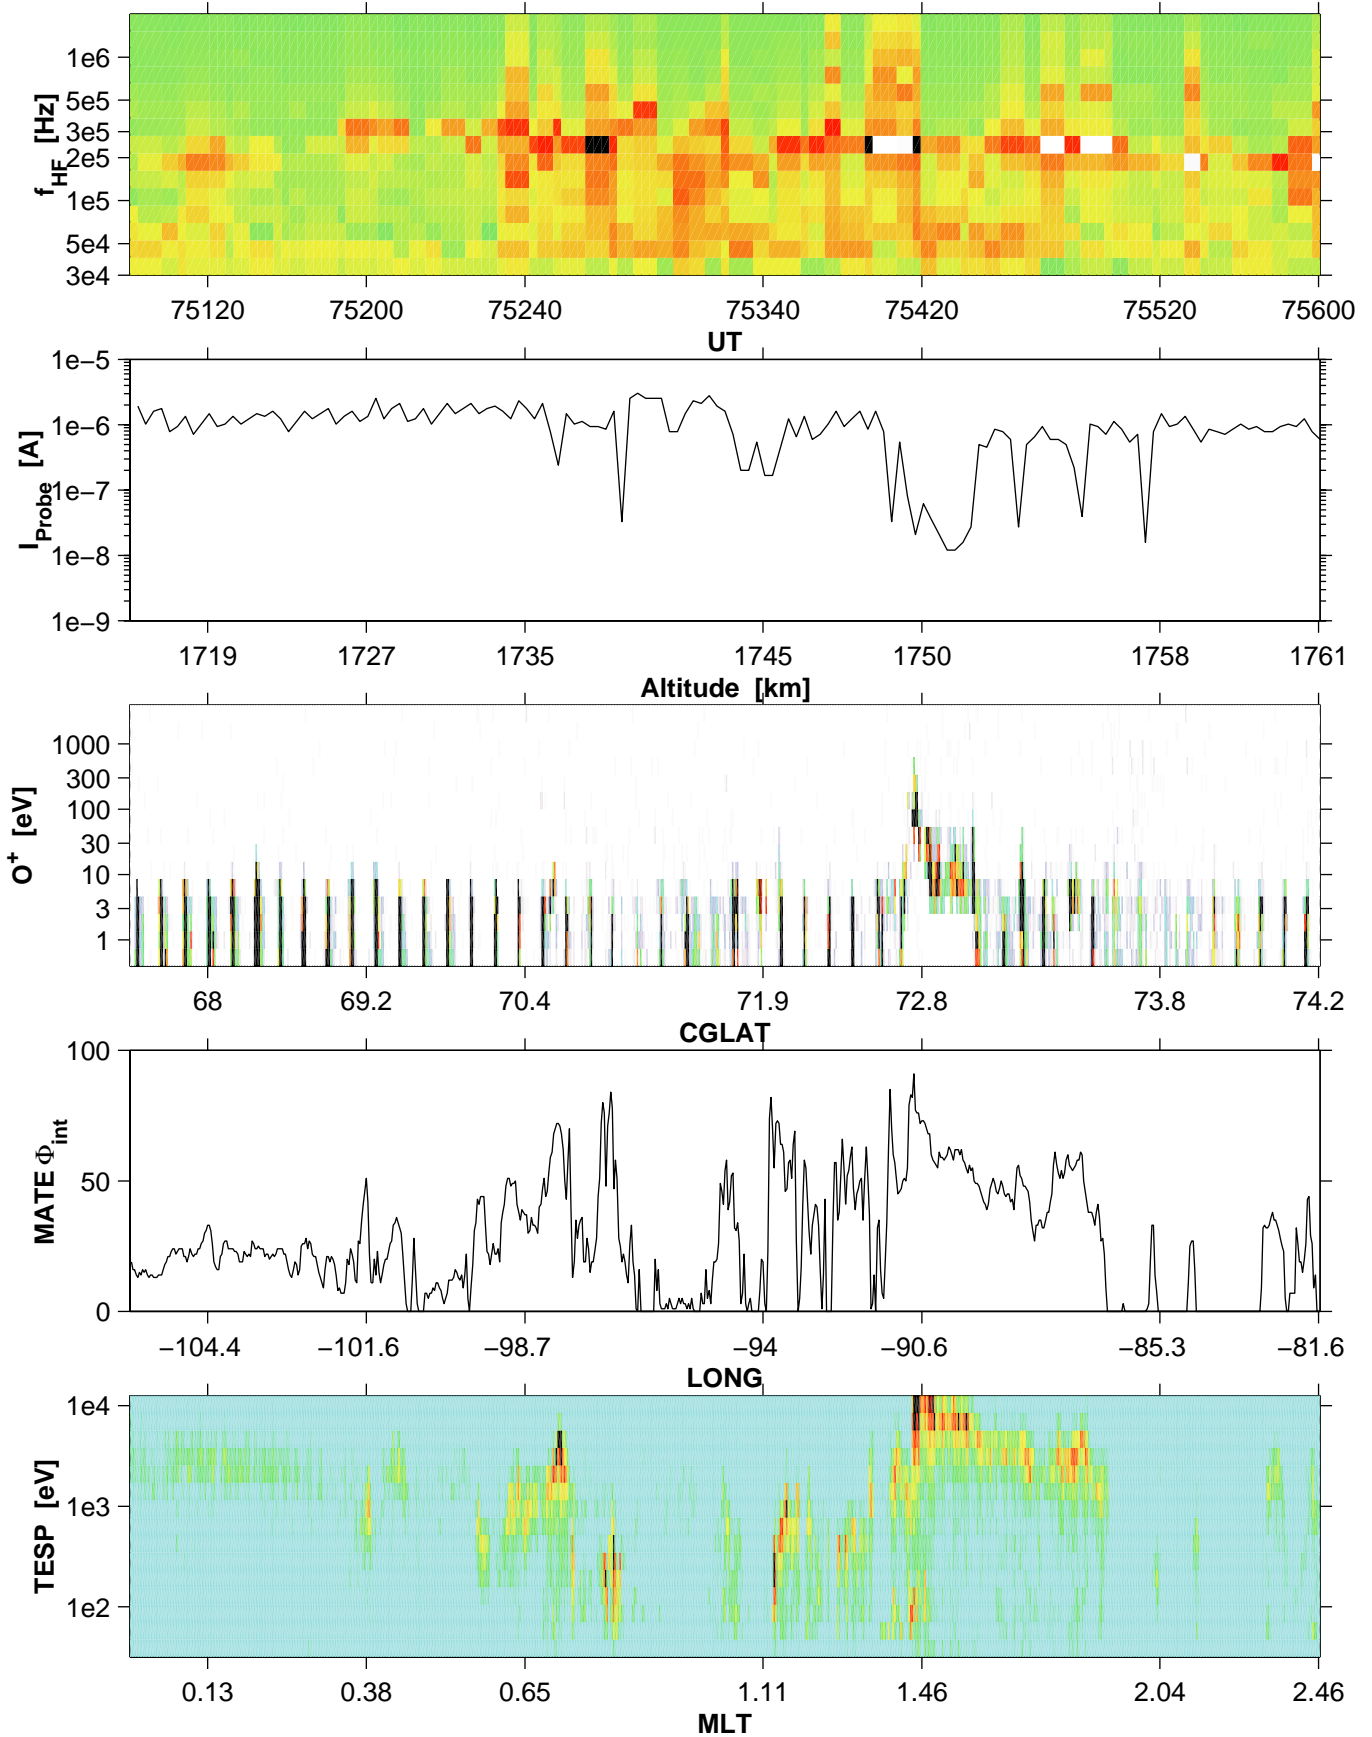 f_HF [Hz]
1e6
5e5
3e5
2e5
1e5
5e4
3e4
75120 75200 75240 75340 75420 75520 75600
UT
I_Probe [A]
1e−5
1e−6
1e−7
1e−8
1e−9
1719 1727 1735 1745 1750 1758 1761
Altitude [km]
O⁺ [eV]
1000
300
100
30
10
3
1
68 69.2 70.4 71.9 72.8 73.8 74.2
CGLAT
MATE Φ_int
100
50
0
−104.4 −101.6 −98.7 −94 −90.6 −85.3 −81.6
LONG
TESP [eV]
1e4
1e3
1e2
0.13 0.38 0.65 1.11 1.46 2.04 2.46
MLT